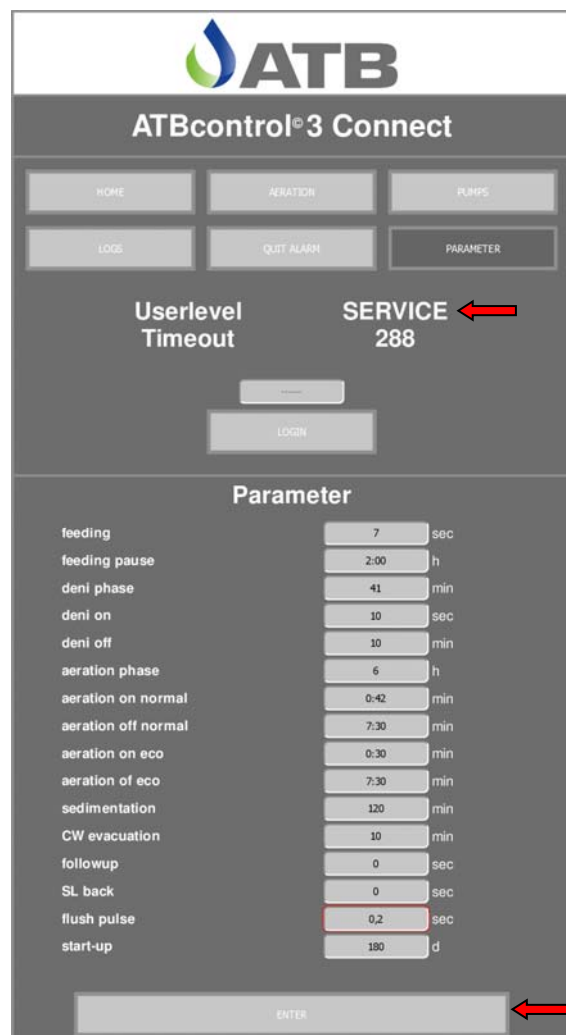 ATB
ATBcontrol©3 Connect
HOME AERATION PUMPS
LOGS QUIT ALARM PARAMETER
Userlevel SERVICE
Timeout 288
-----
LOGIN
Parameter
feeding 7 sec
feeding pause 2:00 h
deni phase 41 min
deni on 10 sec
deni off 10 min
aeration phase 6 h
aeration on normal 0:42 min
aeration off normal 7:30 min
aeration on eco 0:30 min
aeration of eco 7:30 min
sedimentation 120 min
CW evacuation 10 min
followup 0 sec
SL back 0 sec
flush pulse 0,2 sec
start-up 180 d
ENTER